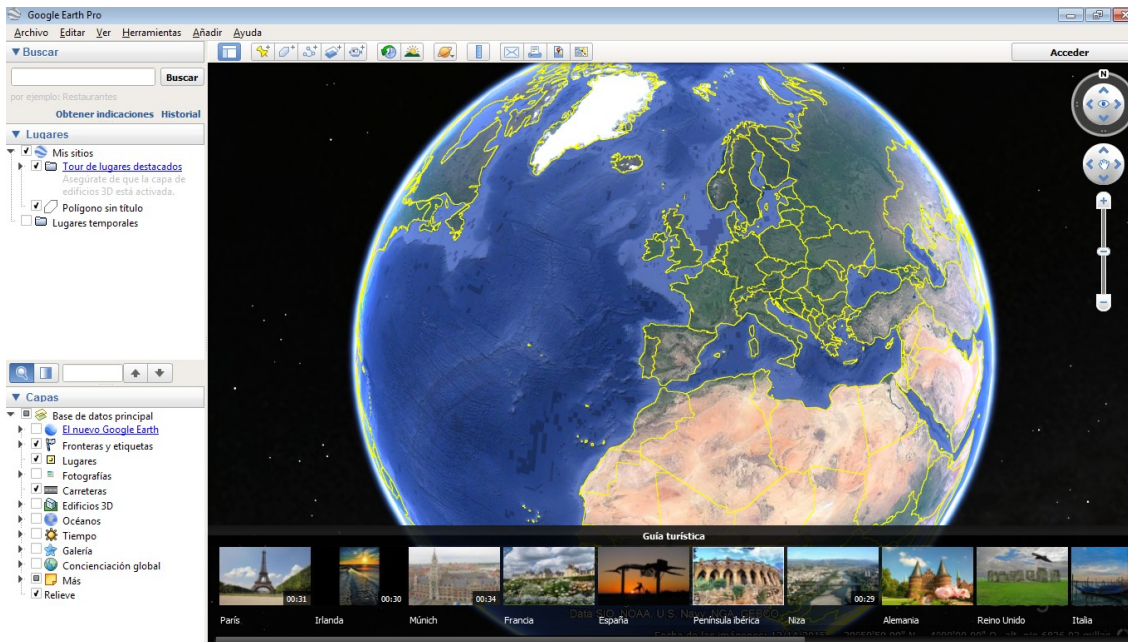 Google Earth Pro
Archivo Editar Ver Herramientas Añadir Ayuda
Buscar
Acceder
Buscar
por ejemplo: Restaurantes
Obtener indicaciones Historial
Lugares
Mis sitios
Tour de lugares destacados
Asegúrate de que la capa de
edificios 3D está activada.
Polígono sin título
Lugares temporales
N
Capas
Base de datos principal
El nuevo Google Earth
Fronteras y etiquetas
Lugares
Fotografías
Carreteras
Edificios 3D
Océanos
Tiempo
Galería
Concienciación global
Más
Relieve
Guía turística
00:31
00:30
00:34
00:29
París Irlanda Múnich Francia España Península ibérica Niza Alemania Reino Unido Italia
Data SIO, NOAA, U.S. Navy, NGA, GEBCO
Fecha de las imágenes: